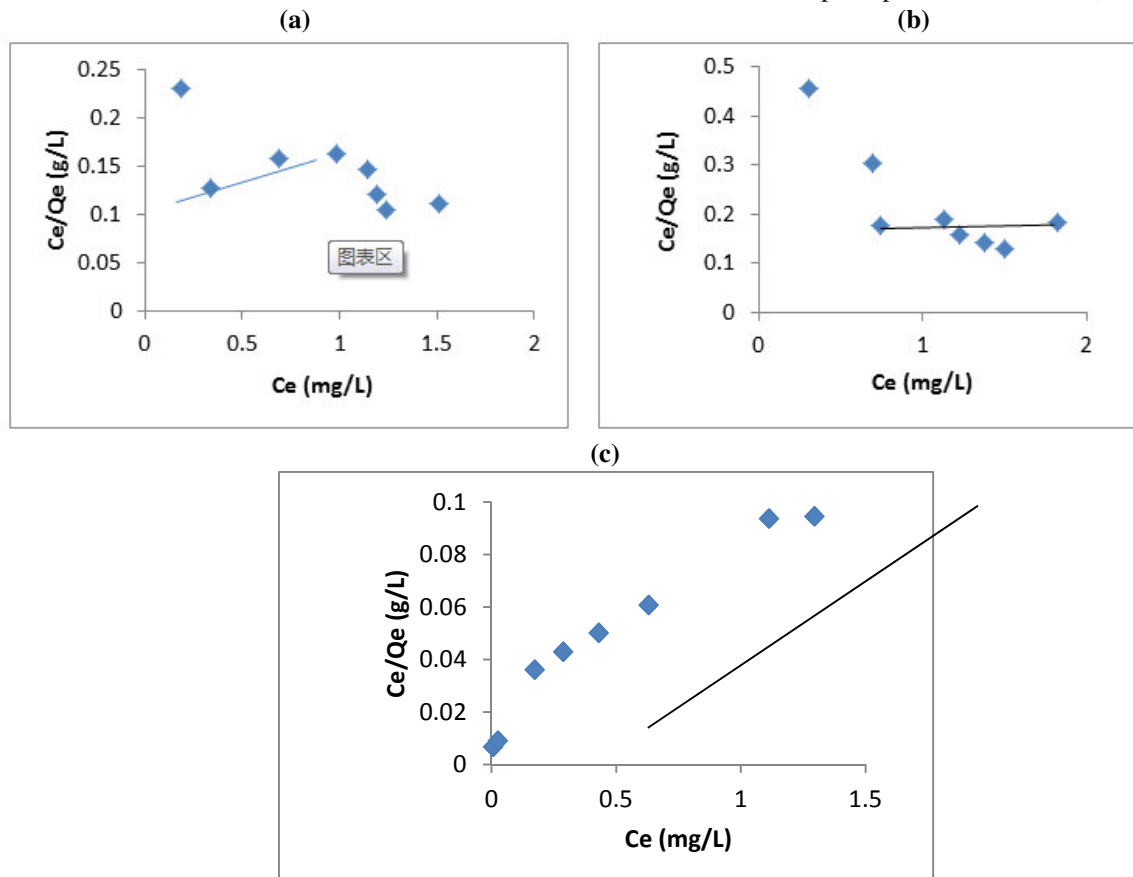 (a)
0.25
0.2
0.15
0.1
0.05
0
Ce/Qe (g/L)
图表区
0 0.5 1 1.5 2
Ce (mg/L)
(b)
0.5
0.4
0.3
0.2
0.1
0
Ce/Qe (g/L)
0 1 2
Ce (mg/L)
(c)
0.1
0.08
0.06
0.04
0.02
0
Ce/Qe (g/L)
0 0.5 1 1.5
Ce (mg/L)